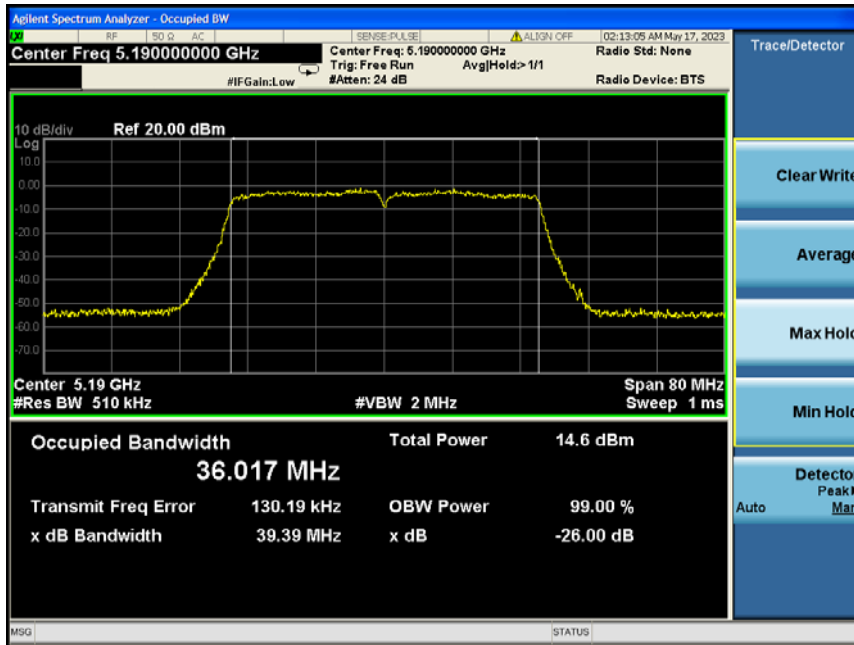 Agilent Spectrum Analyzer - Occupied BW
RF 50 Ω AC SENSE:PULSE ALIGN OFF 02:13:05 AM May 17, 2023
Center Freq 5.190000000 GHz Center Freq: 5.190000000 GHz Radio Std: None
Trig: Free Run Avg|Hold:>1/1
#IFGain:Low #Atten: 24 dB Radio Device: BTS
Trace/Detector
10 dB/div Ref 20.00 dBm
Log
10.0
0.00
-10.0
-20.0
-30.0
-40.0
-50.0
-60.0
-70.0
Center 5.19 GHz Span 80 MHz
#Res BW 510 kHz #VBW 2 MHz Sweep 1 ms
Occupied Bandwidth Total Power 14.6 dBm
36.017 MHz
Transmit Freq Error 130.19 kHz OBW Power 99.00 %
x dB Bandwidth 39.39 MHz x dB -26.00 dB
Clear Write
Average
Max Hold
Min Hold
Detector
Peak
Auto Man
MSG STATUS